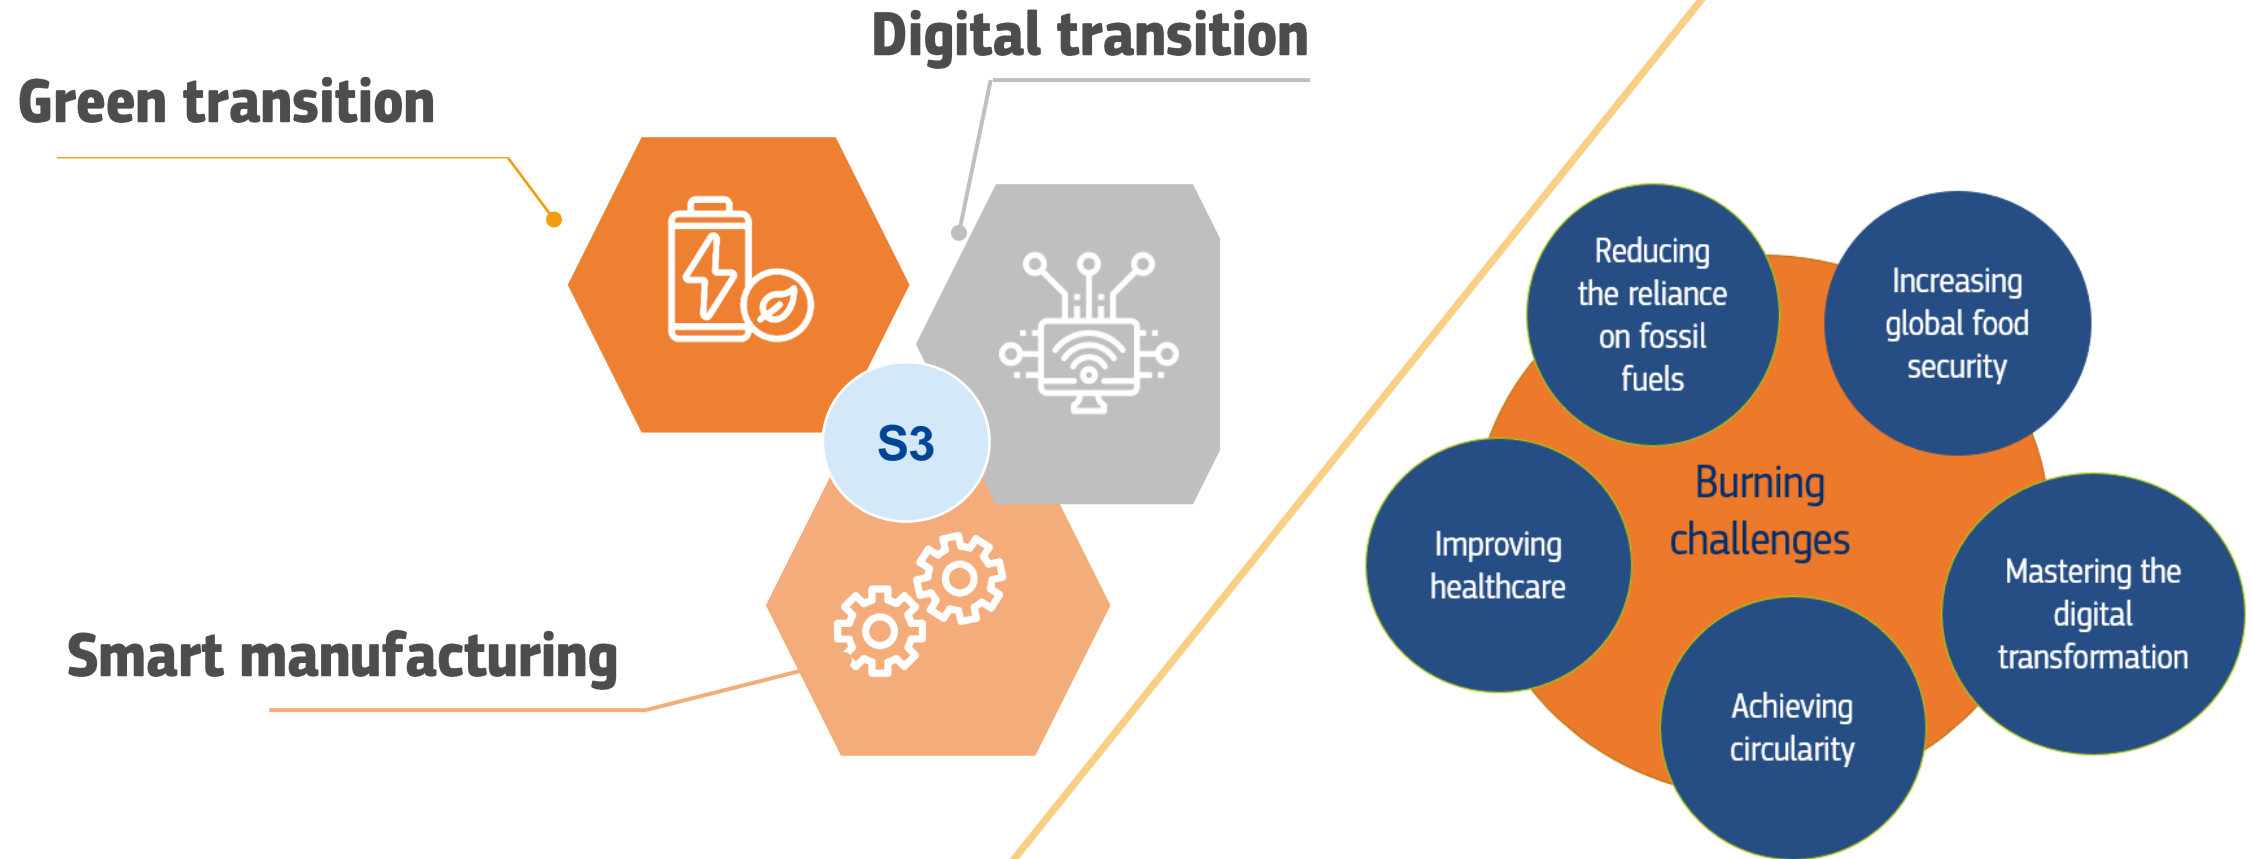 Digital transition
Green transition
S3
Smart manufacturing
Reducing
the reliance
on fossil
fuels
Increasing
global food
security
Burning
challenges
Improving
healthcare
Mastering the
digital
transformation
Achieving
circularity